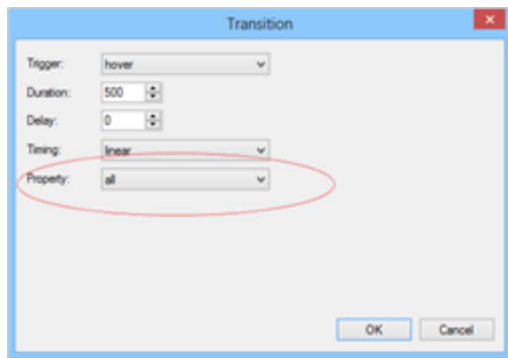 Transition
Trigger: hover
Duration: 500
Delay: 0
Timing: linear
Property: all
OK Cancel